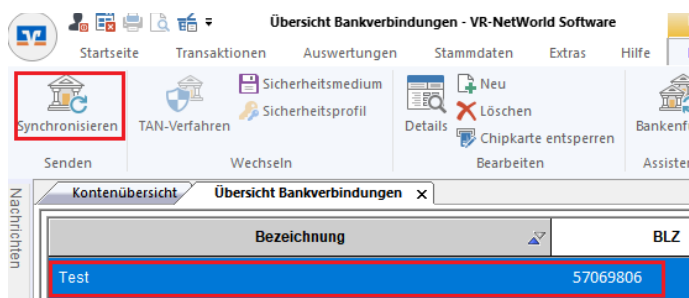 Übersicht Bankverbindungen - VR-NetWorld Software
Startseite Transaktionen Auswertungen Stammdaten Extras Hilfe
Synchronisieren
TAN-Verfahren
Sicherheitsmedium
Sicherheitsprofil
Details
Neu
Löschen
Chipkarte entsperren
Senden Wechseln Bearbeiten
Nachrichten
Kontenübersicht Übersicht Bankverbindungen x
Bezeichnung BLZ
Test 57069806